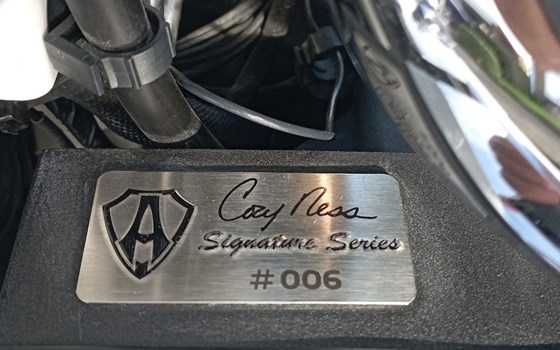 A
Cory Ness
Signature Series
#006